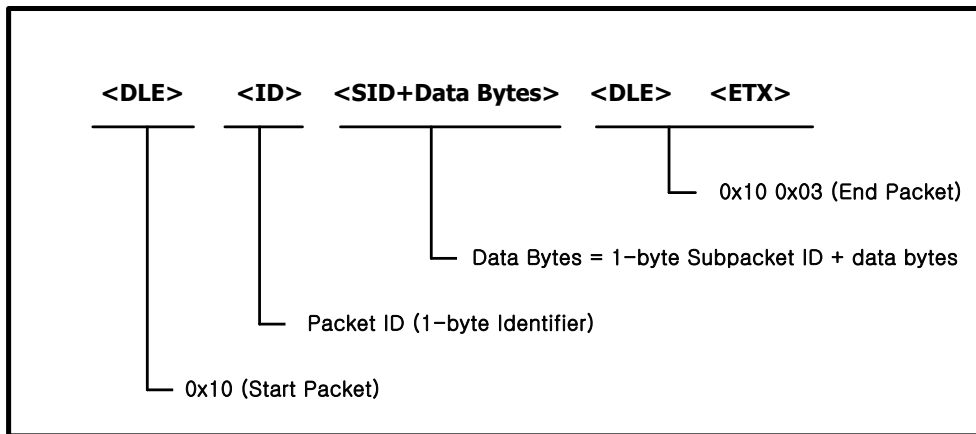 <DLE> <ID> <SID+Data Bytes> <DLE> <ETX>
0x10 0x03 (End Packet)
Data Bytes = 1-byte Subpacket ID + data bytes
Packet ID (1-byte Identifier)
0x10 (Start Packet)